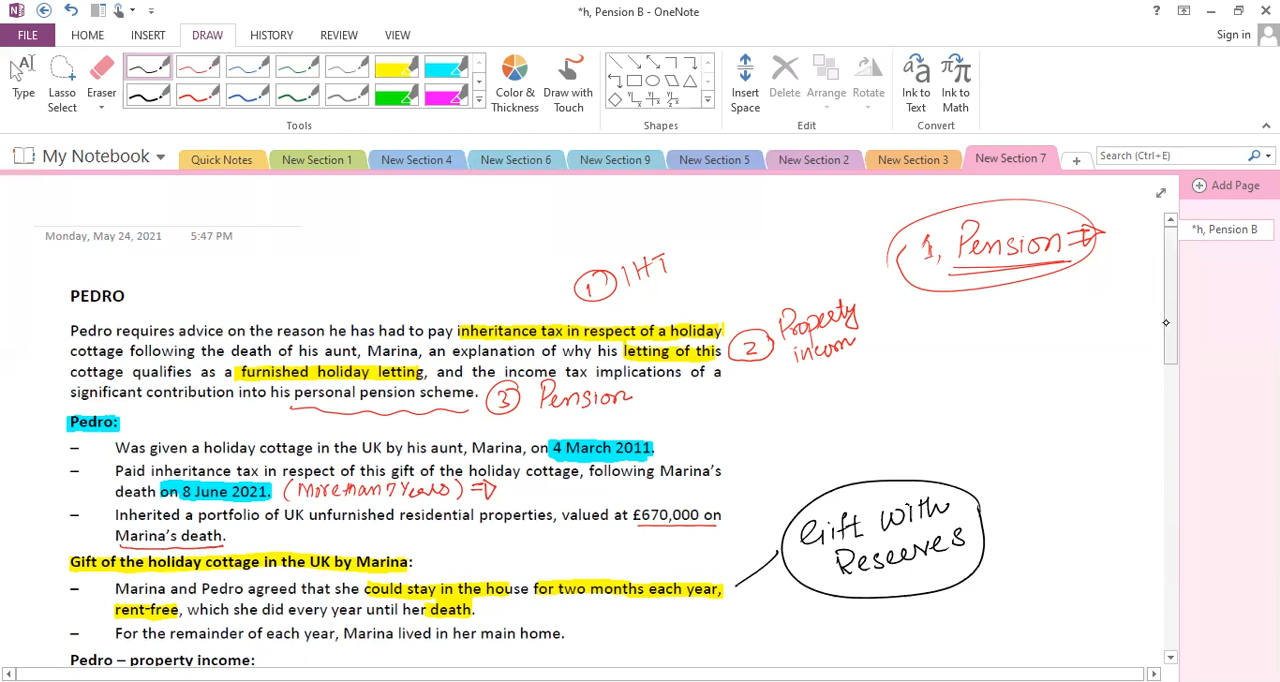 *h, Pension B - OneNote
?
FILE HOME INSERT DRAW HISTORY REVIEW VIEW Sign in
Type Lasso Select Eraser Color & Thickness Draw with Touch Insert Space Delete Arrange Rotate Ink to Text Ink to Math
Tools Shapes Edit Convert
My Notebook Quick Notes New Section 1 New Section 4 New Section 6 New Section 9 New Section 5 New Section 2 New Section 3 New Section 7 Search (Ctrl+E)
Add Page
*h, Pension B
Monday, May 24, 2021 5:47 PM
1, Pension
1 IHT
PEDRO
Pedro requires advice on the reason he has had to pay inheritance tax in respect of a holiday
cottage following the death of his aunt, Marina, an explanation of why his letting of this
cottage qualifies as a furnished holiday letting, and the income tax implications of a
significant contribution into his personal pension scheme.
2 Property
incom
3 Pension
Pedro:
– Was given a holiday cottage in the UK by his aunt, Marina, on 4 March 2011.
– Paid inheritance tax in respect of this gift of the holiday cottage, following Marina's
death on 8 June 2021. (More than 7 Years) ⇒
– Inherited a portfolio of UK unfurnished residential properties, valued at £670,000 on
Marina's death.
Gift With
Reserves
Gift of the holiday cottage in the UK by Marina:
– Marina and Pedro agreed that she could stay in the house for two months each year,
rent-free, which she did every year until her death.
– For the remainder of each year, Marina lived in her main home.
Pedro – property income: